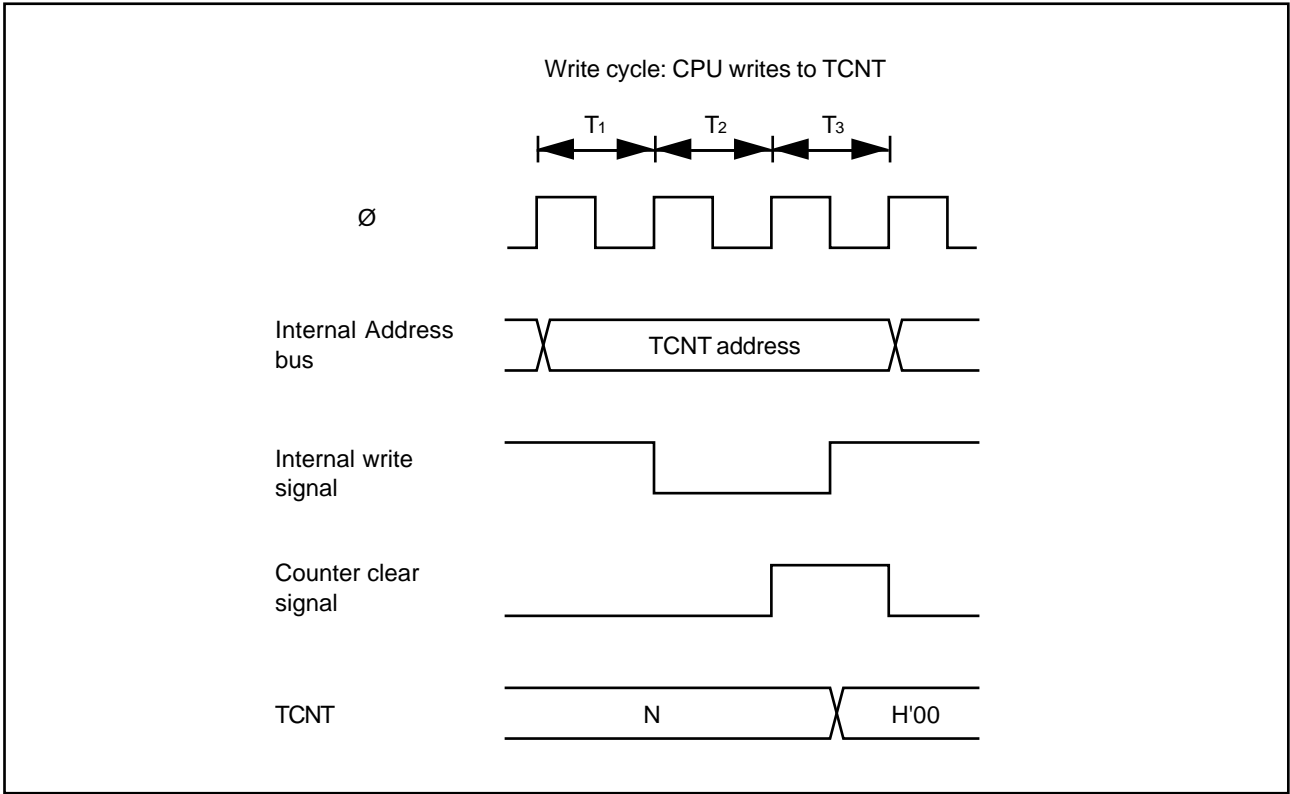 Write cycle: CPU writes to TCNT
T1 T2 T3
Ø
Internal Address
bus
TCNT address
Internal write
signal
Counter clear
signal
TCNT
N
H'00